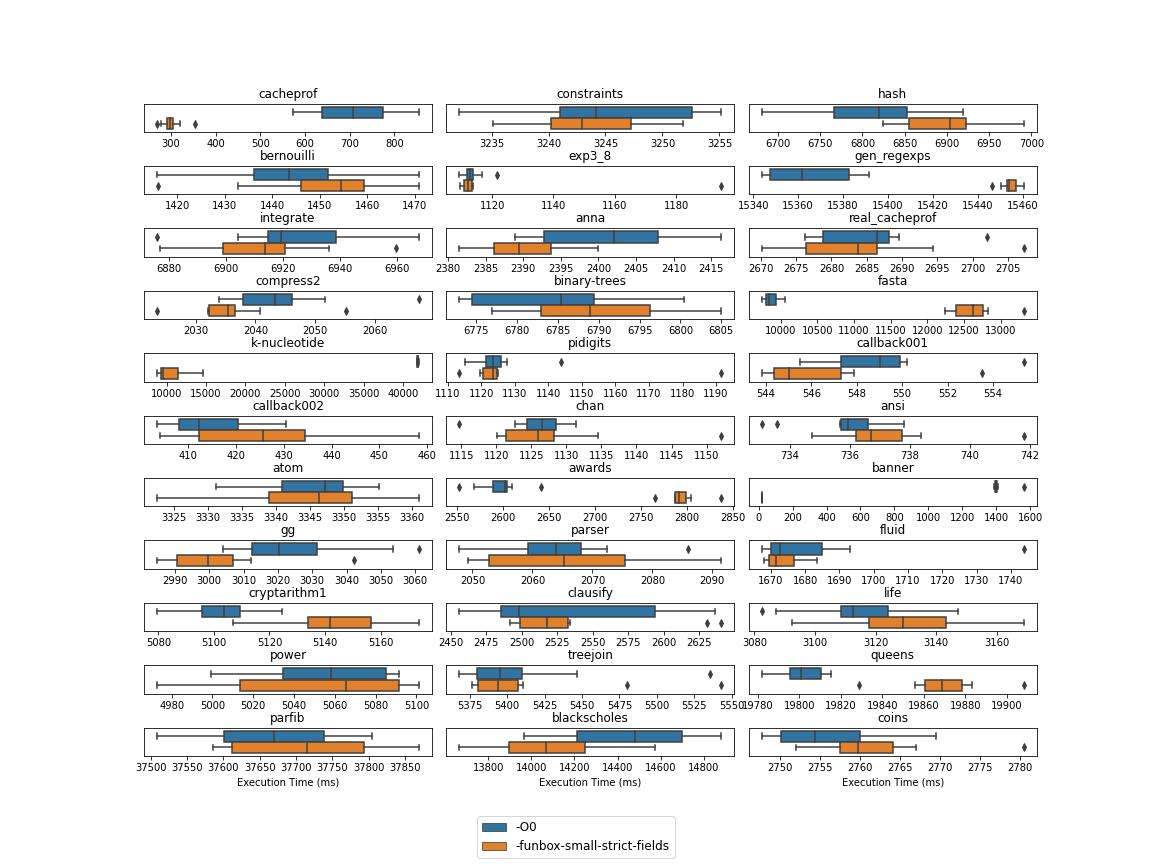 cacheprof constraints hash
300 400 500 600 700 800 3235 3240 3245 3250 3255 6700 6750 6800 6850 6900 6950 7000
bernouilli exp3_8 gen_regexps
1420 1430 1440 1450 1460 1470 1120 1140 1160 1180 15340 15360 15380 15400 15420 15440 15460
integrate anna real_cacheprof
6880 6900 6920 6940 6960 2380 2385 2390 2395 2400 2405 2410 2415 2670 2675 2680 2685 2690 2695 2700 2705
compress2 binary-trees fasta
2030 2040 2050 2060 6775 6780 6785 6790 6795 6800 6805 10000 10500 11000 11500 12000 12500 13000
k-nucleotide pidigits callback001
10000 15000 20000 25000 30000 35000 40000 1110 1120 1130 1140 1150 1160 1170 1180 1190 544 546 548 550 552 554
callback002 chan ansi
410 420 430 440 450 460 1115 1120 1125 1130 1135 1140 1145 1150 734 736 738 740 742
atom awards banner
3325 3330 3335 3340 3345 3350 3355 3360 2550 2600 2650 2700 2750 2800 2850 0 200 400 600 800 1000 1200 1400 1600
gg parser fluid
2990 3000 3010 3020 3030 3040 3050 3060 2050 2060 2070 2080 2090 1670 1680 1690 1700 1710 1720 1730 1740
cryptarithm1 clausify life
5080 5100 5120 5140 5160 2450 2475 2500 2525 2550 2575 2600 2625 3080 3100 3120 3140 3160
power treejoin queens
4980 5000 5020 5040 5060 5080 5100 5375 5400 5425 5450 5475 5500 5525 5550 19780 19800 19820 19840 19860 19880 19900
parfib blackscholes coins
37500 37550 37600 37650 37700 37750 37800 37850 13800 14000 14200 14400 14600 14800 2750 2755 2760 2765 2770 2775 2780
Execution Time (ms) Execution Time (ms) Execution Time (ms)
-O0
-funbox-small-strict-fields